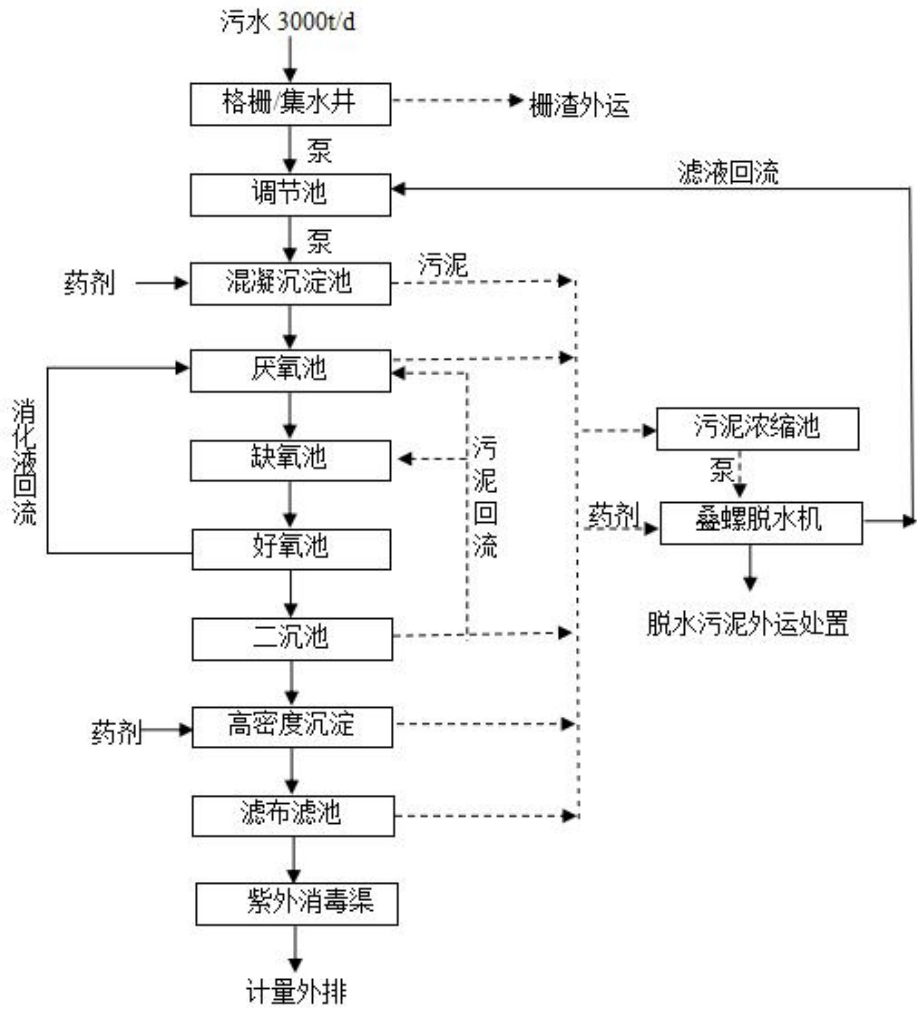 污水 3000t/d
格栅/集水井
栅渣外运
泵
调节池
滤液回流
泵
药剂
混凝沉淀池
污泥
厌氧池
消化液回流
缺氧池
污泥回流
污泥浓缩池
泵
药剂
叠螺脱水机
好氧池
脱水污泥外运处置
二沉池
药剂
高密度沉淀
滤布滤池
紫外消毒渠
计量外排